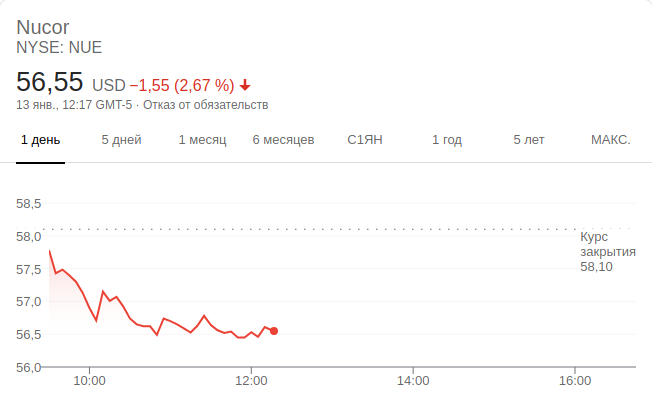 Nucor
NYSE: NUE
56,55 USD −1,55 (2,67 %)
13 янв., 12:17 GMT-5 · Отказ от обязательств
1 день 5 дней 1 месяц 6 месяцев С1ЯН 1 год 5 лет МАКС.
58,5
58,0
Курс
закрытия
58,10
57,5
57,0
56,5
56,0
10:00 12:00 14:00 16:00